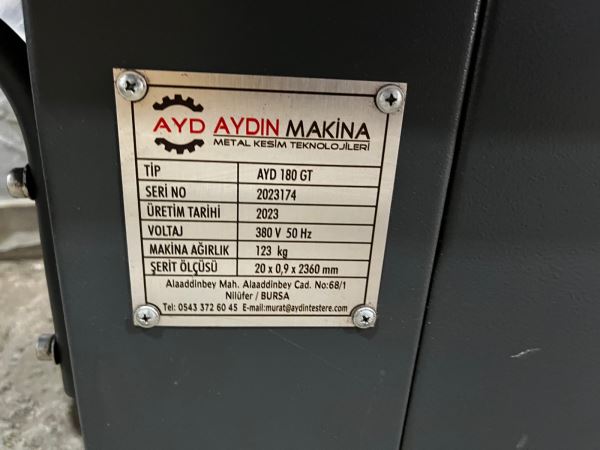 AYD AYDIN MAKİNA
METAL KESİM TEKNOLOJİLERİ
TİP AYD 180 GT
SERİ NO 2023174
ÜRETİM TARİHİ 2023
VOLTAJ 380 V 50 Hz
MAKİNA AĞIRLIK 123 kg
ŞERİT ÖLÇÜSÜ 20 x 0,9 x 2360 mm
Alaaddinbey Mah. Alaaddinbey Cad. No:68/1
Nilüfer / BURSA
Tel: 0543 372 60 45 E-mail:murat@aydintestere.com